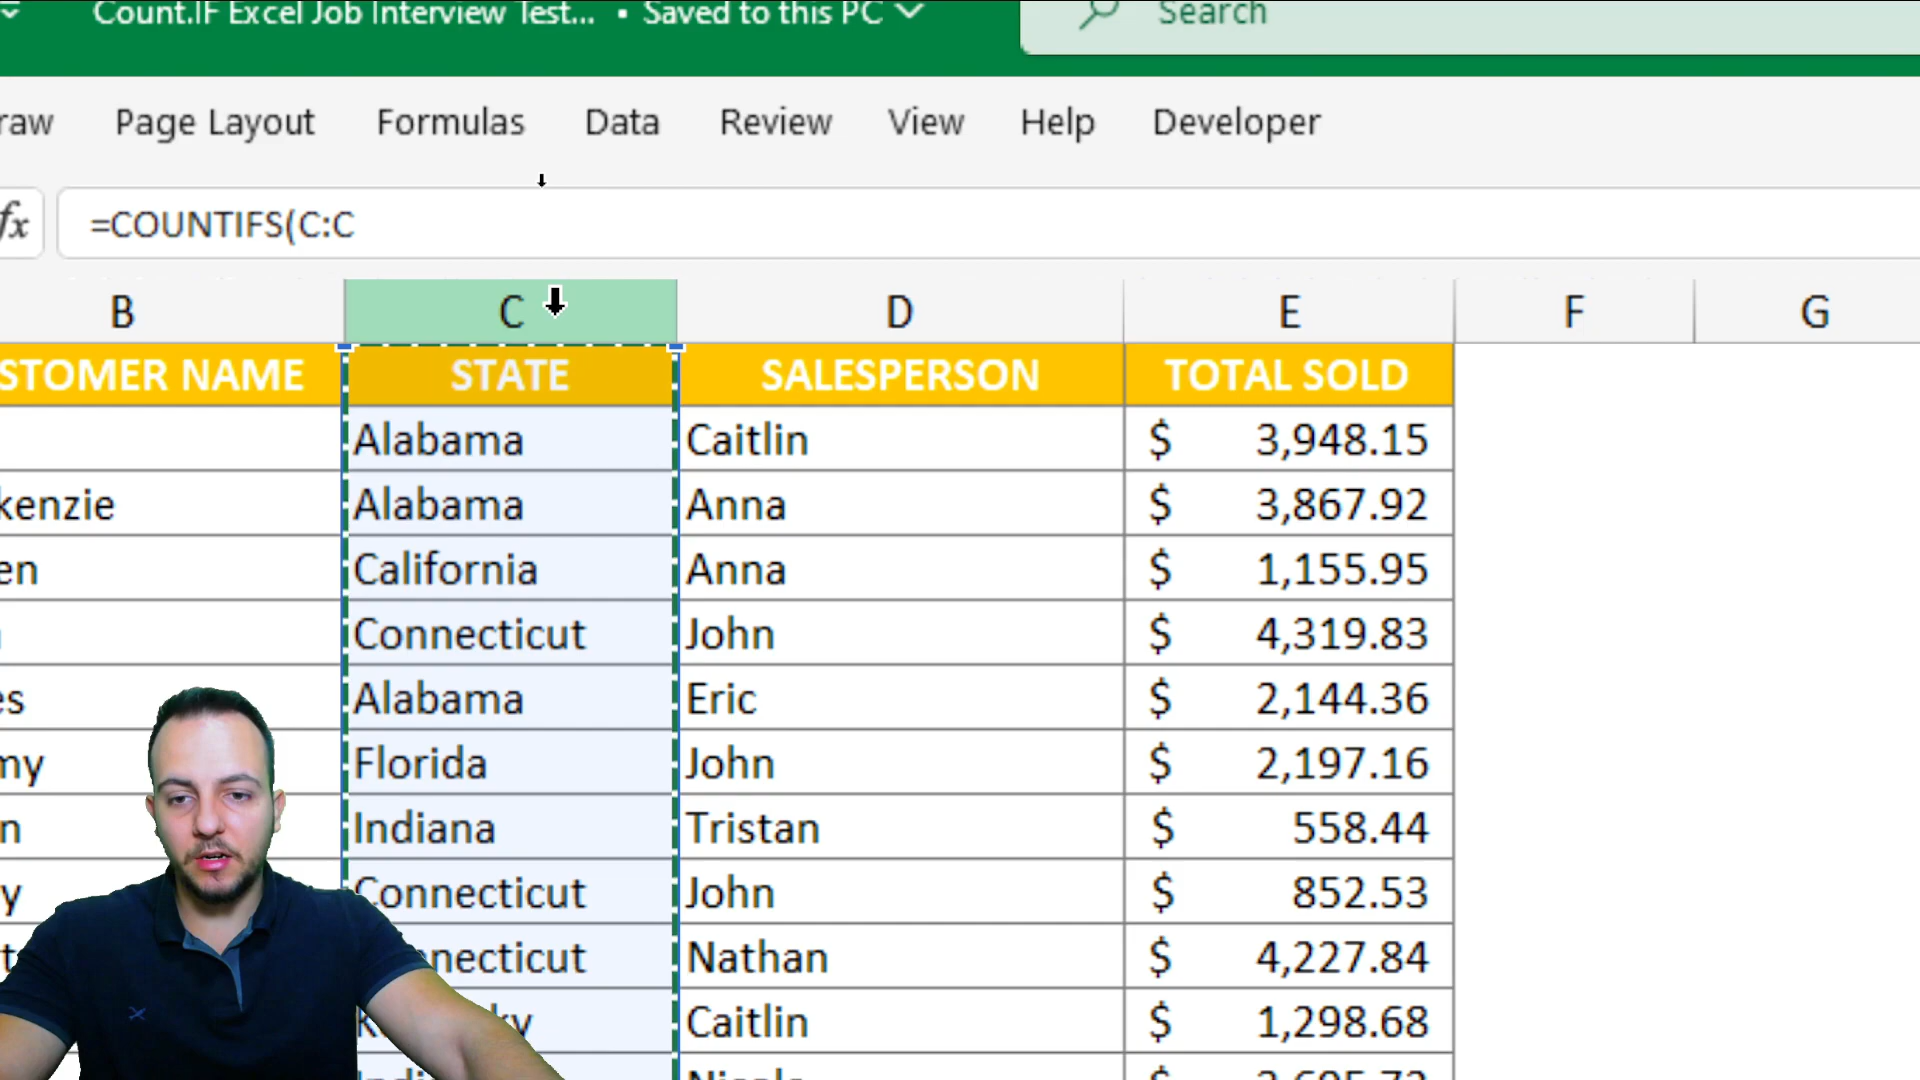 Count.IF Excel Job Interview Test... • Saved to this PC
Search
raw Page Layout Formulas Data Review View Help Developer
fx =COUNTIFS(C:C
B C D E F G
STOMER NAME STATE SALESPERSON TOTAL SOLD
Alabama Caitlin $ 3,948.15
kenzie Alabama Anna $ 3,867.92
en California Anna $ 1,155.95
Connecticut John $ 4,319.83
es Alabama Eric $ 2,144.36
my Florida John $ 2,197.16
n Indiana Tristan $ 558.44
y Connecticut John $ 852.53
necticut Nathan $ 4,227.84
ky Caitlin $ 1,298.68